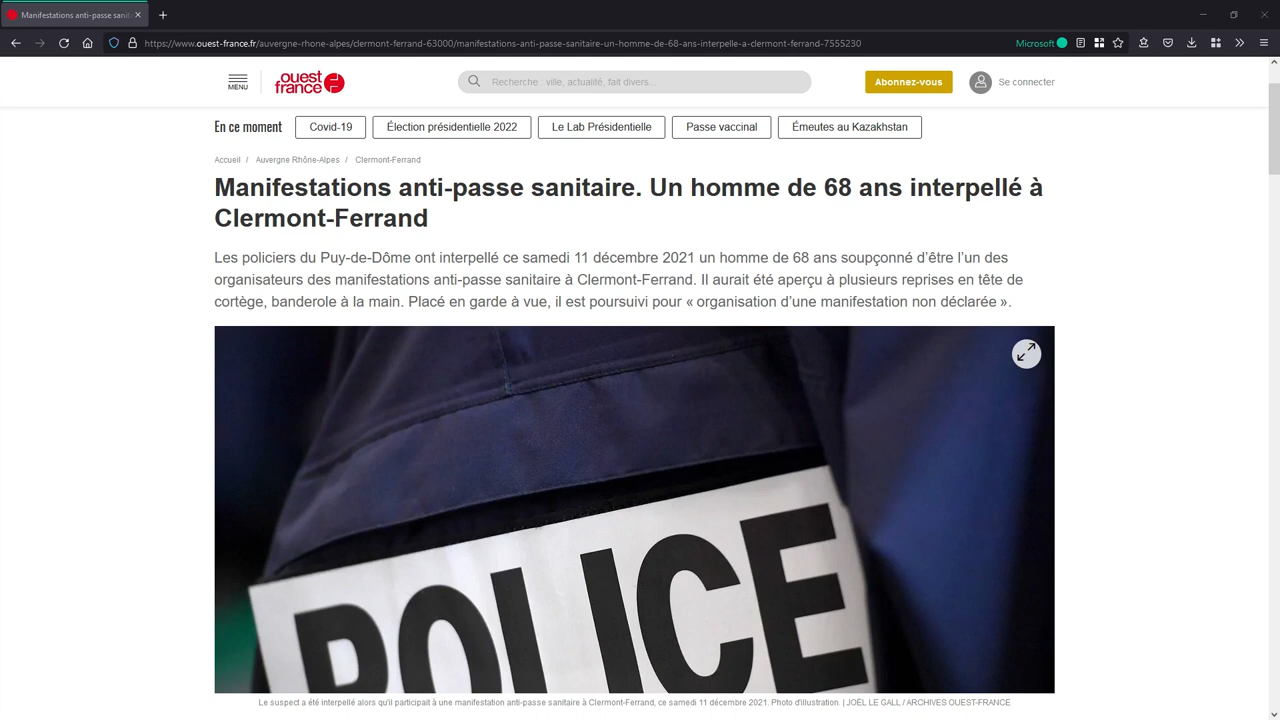 Manifestations anti-passe sanit
https://www.ouest-france.fr/auvergne-rhone-alpes/clermont-ferrand-63000/manifestations-anti-passe-sanitaire-un-homme-de-68-ans-interpelle-a-clermont-ferrand-7555230
Microsoft
MENU
ouest
france
Recherche : ville, actualité, fait divers...
Abonnez-vous
Se connecter
En ce moment
Covid-19
Élection présidentielle 2022
Le Lab Présidentielle
Passe vaccinal
Émeutes au Kazakhstan
Accueil / Auvergne Rhône-Alpes / Clermont-Ferrand
Manifestations anti-passe sanitaire. Un homme de 68 ans interpellé à
Clermont-Ferrand
Les policiers du Puy-de-Dôme ont interpellé ce samedi 11 décembre 2021 un homme de 68 ans soupçonné d’être l’un des
organisateurs des manifestations anti-passe sanitaire à Clermont-Ferrand. Il aurait été aperçu à plusieurs reprises en tête de
cortège, banderole à la main. Placé en garde à vue, il est poursuivi pour « organisation d’une manifestation non déclarée ».
POLICE
Le suspect a été interpellé alors qu'il participait à une manifestation anti-passe sanitaire à Clermont-Ferrand, ce samedi 11 décembre 2021. Photo d'illustration. | JOËL LE GALL / ARCHIVES OUEST-FRANCE